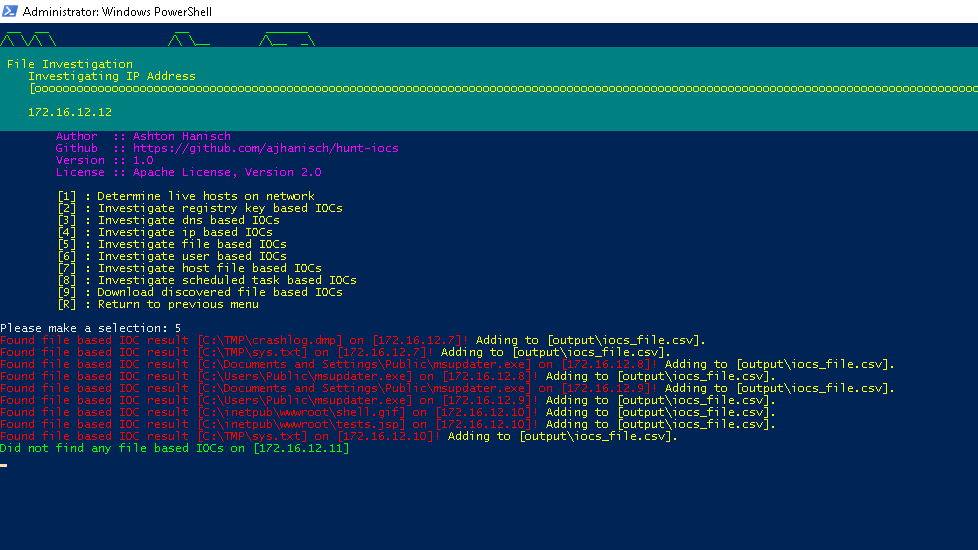 Administrator: Windows PowerShell
File Investigation
Investigating IP Address
172.16.12.12
Author :: Ashton Hanisch
Github :: https://github.com/ajhanisch/hunt-iocs
Version :: 1.0
License :: Apache License, Version 2.0
[1] : Determine live hosts on network
[2] : Investigate registry key based IOCs
[3] : Investigate dns based IOCs
[4] : Investigate ip based IOCs
[5] : Investigate file based IOCs
[6] : Investigate user based IOCs
[7] : Investigate host file based IOCs
[8] : Investigate scheduled task based IOCs
[9] : Download discovered file based IOCs
[R] : Return to previous menu
Please make a selection: 5
Found file based IOC result [C:\TMP\crashlog.dmp] on [172.16.12.7]! Adding to [output\iocs_file.csv].
Found file based IOC result [C:\TMP\sys.txt] on [172.16.12.7]! Adding to [output\iocs_file.csv].
Found file based IOC result [C:\Documents and Settings\Public\msupdater.exe] on [172.16.12.8]! Adding to [output\iocs_file.csv].
Found file based IOC result [C:\Users\Public\msupdater.exe] on [172.16.12.8]! Adding to [output\iocs_file.csv].
Found file based IOC result [C:\Documents and Settings\Public\msupdater.exe] on [172.16.12.9]! Adding to [output\iocs_file.csv].
Found file based IOC result [C:\Users\Public\msupdater.exe] on [172.16.12.9]! Adding to [output\iocs_file.csv].
Found file based IOC result [C:\inetpub\wwwroot\shell.gif] on [172.16.12.10]! Adding to [output\iocs_file.csv].
Found file based IOC result [C:\inetpub\wwwroot\tests.jsp] on [172.16.12.10]! Adding to [output\iocs_file.csv].
Found file based IOC result [C:\TMP\sys.txt] on [172.16.12.10]! Adding to [output\iocs_file.csv].
Did not find any file based IOCs on [172.16.12.11]